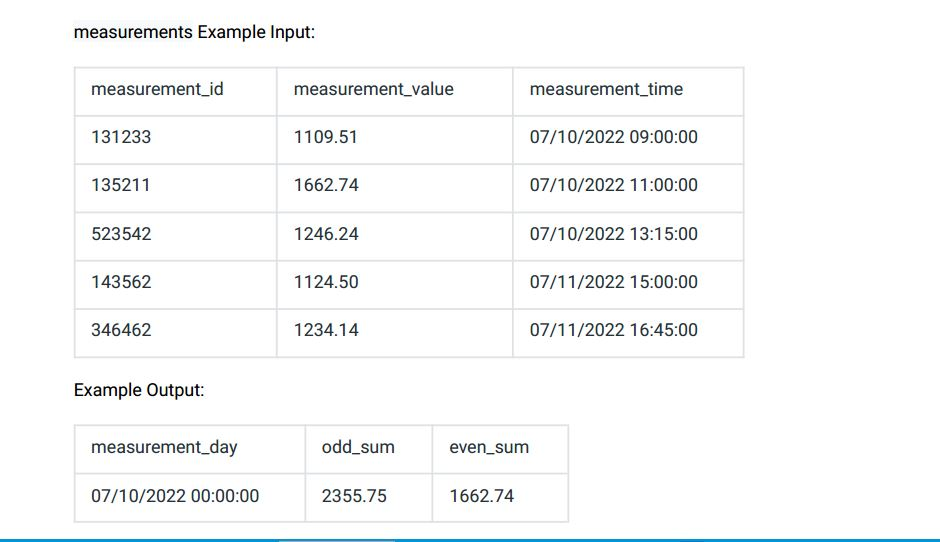 measurements Example Input:
measurement_id measurement_value measurement_time
131233 1109.51 07/10/2022 09:00:00
135211 1662.74 07/10/2022 11:00:00
523542 1246.24 07/10/2022 13:15:00
143562 1124.50 07/11/2022 15:00:00
346462 1234.14 07/11/2022 16:45:00
Example Output:
measurement_day odd_sum even_sum
07/10/2022 00:00:00 2355.75 1662.74